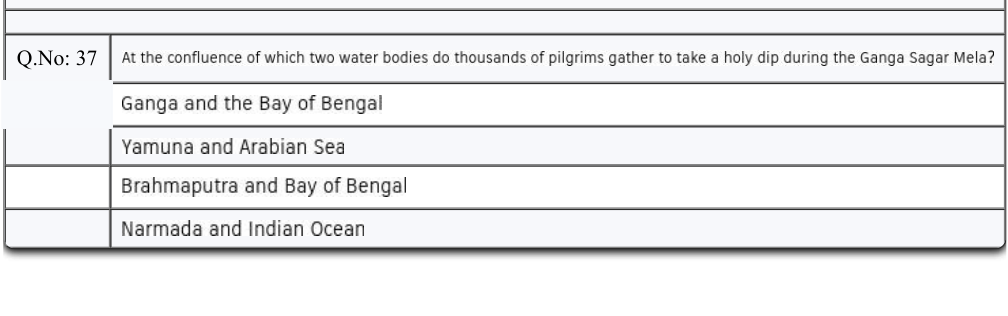 Q.No: 37 At the confluence of which two water bodies do thousands of pilgrims gather to take a holy dip during the Ganga Sagar Mela?
Ganga and the Bay of Bengal
Yamuna and Arabian Sea
Brahmaputra and Bay of Bengal
Narmada and Indian Ocean